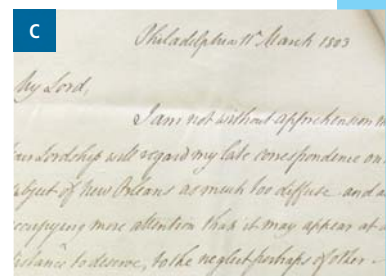 C
Philadelphia 11th March 1803
My Lord,
I am not without apprehension
Your Lordship will regard my late correspondence on
subject of New Orleans as much too diffuse and as
occupying more attention than it may appear at a
distance to deserve, to the neglect perhaps of other